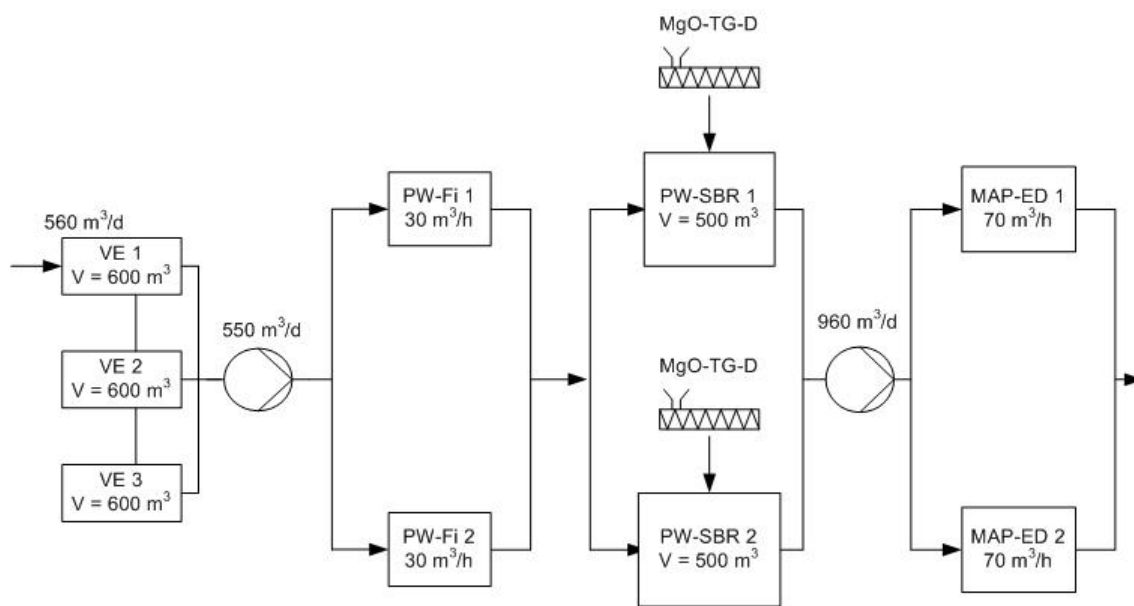 MgO-TG-D
560 m³/d
VE 1
V = 600 m³
VE 2
V = 600 m³
VE 3
V = 600 m³
550 m³/d
PW-Fi 1
30 m³/h
PW-Fi 2
30 m³/h
PW-SBR 1
V = 500 m³
MgO-TG-D
PW-SBR 2
V = 500 m³
960 m³/d
MAP-ED 1
70 m³/h
MAP-ED 2
70 m³/h